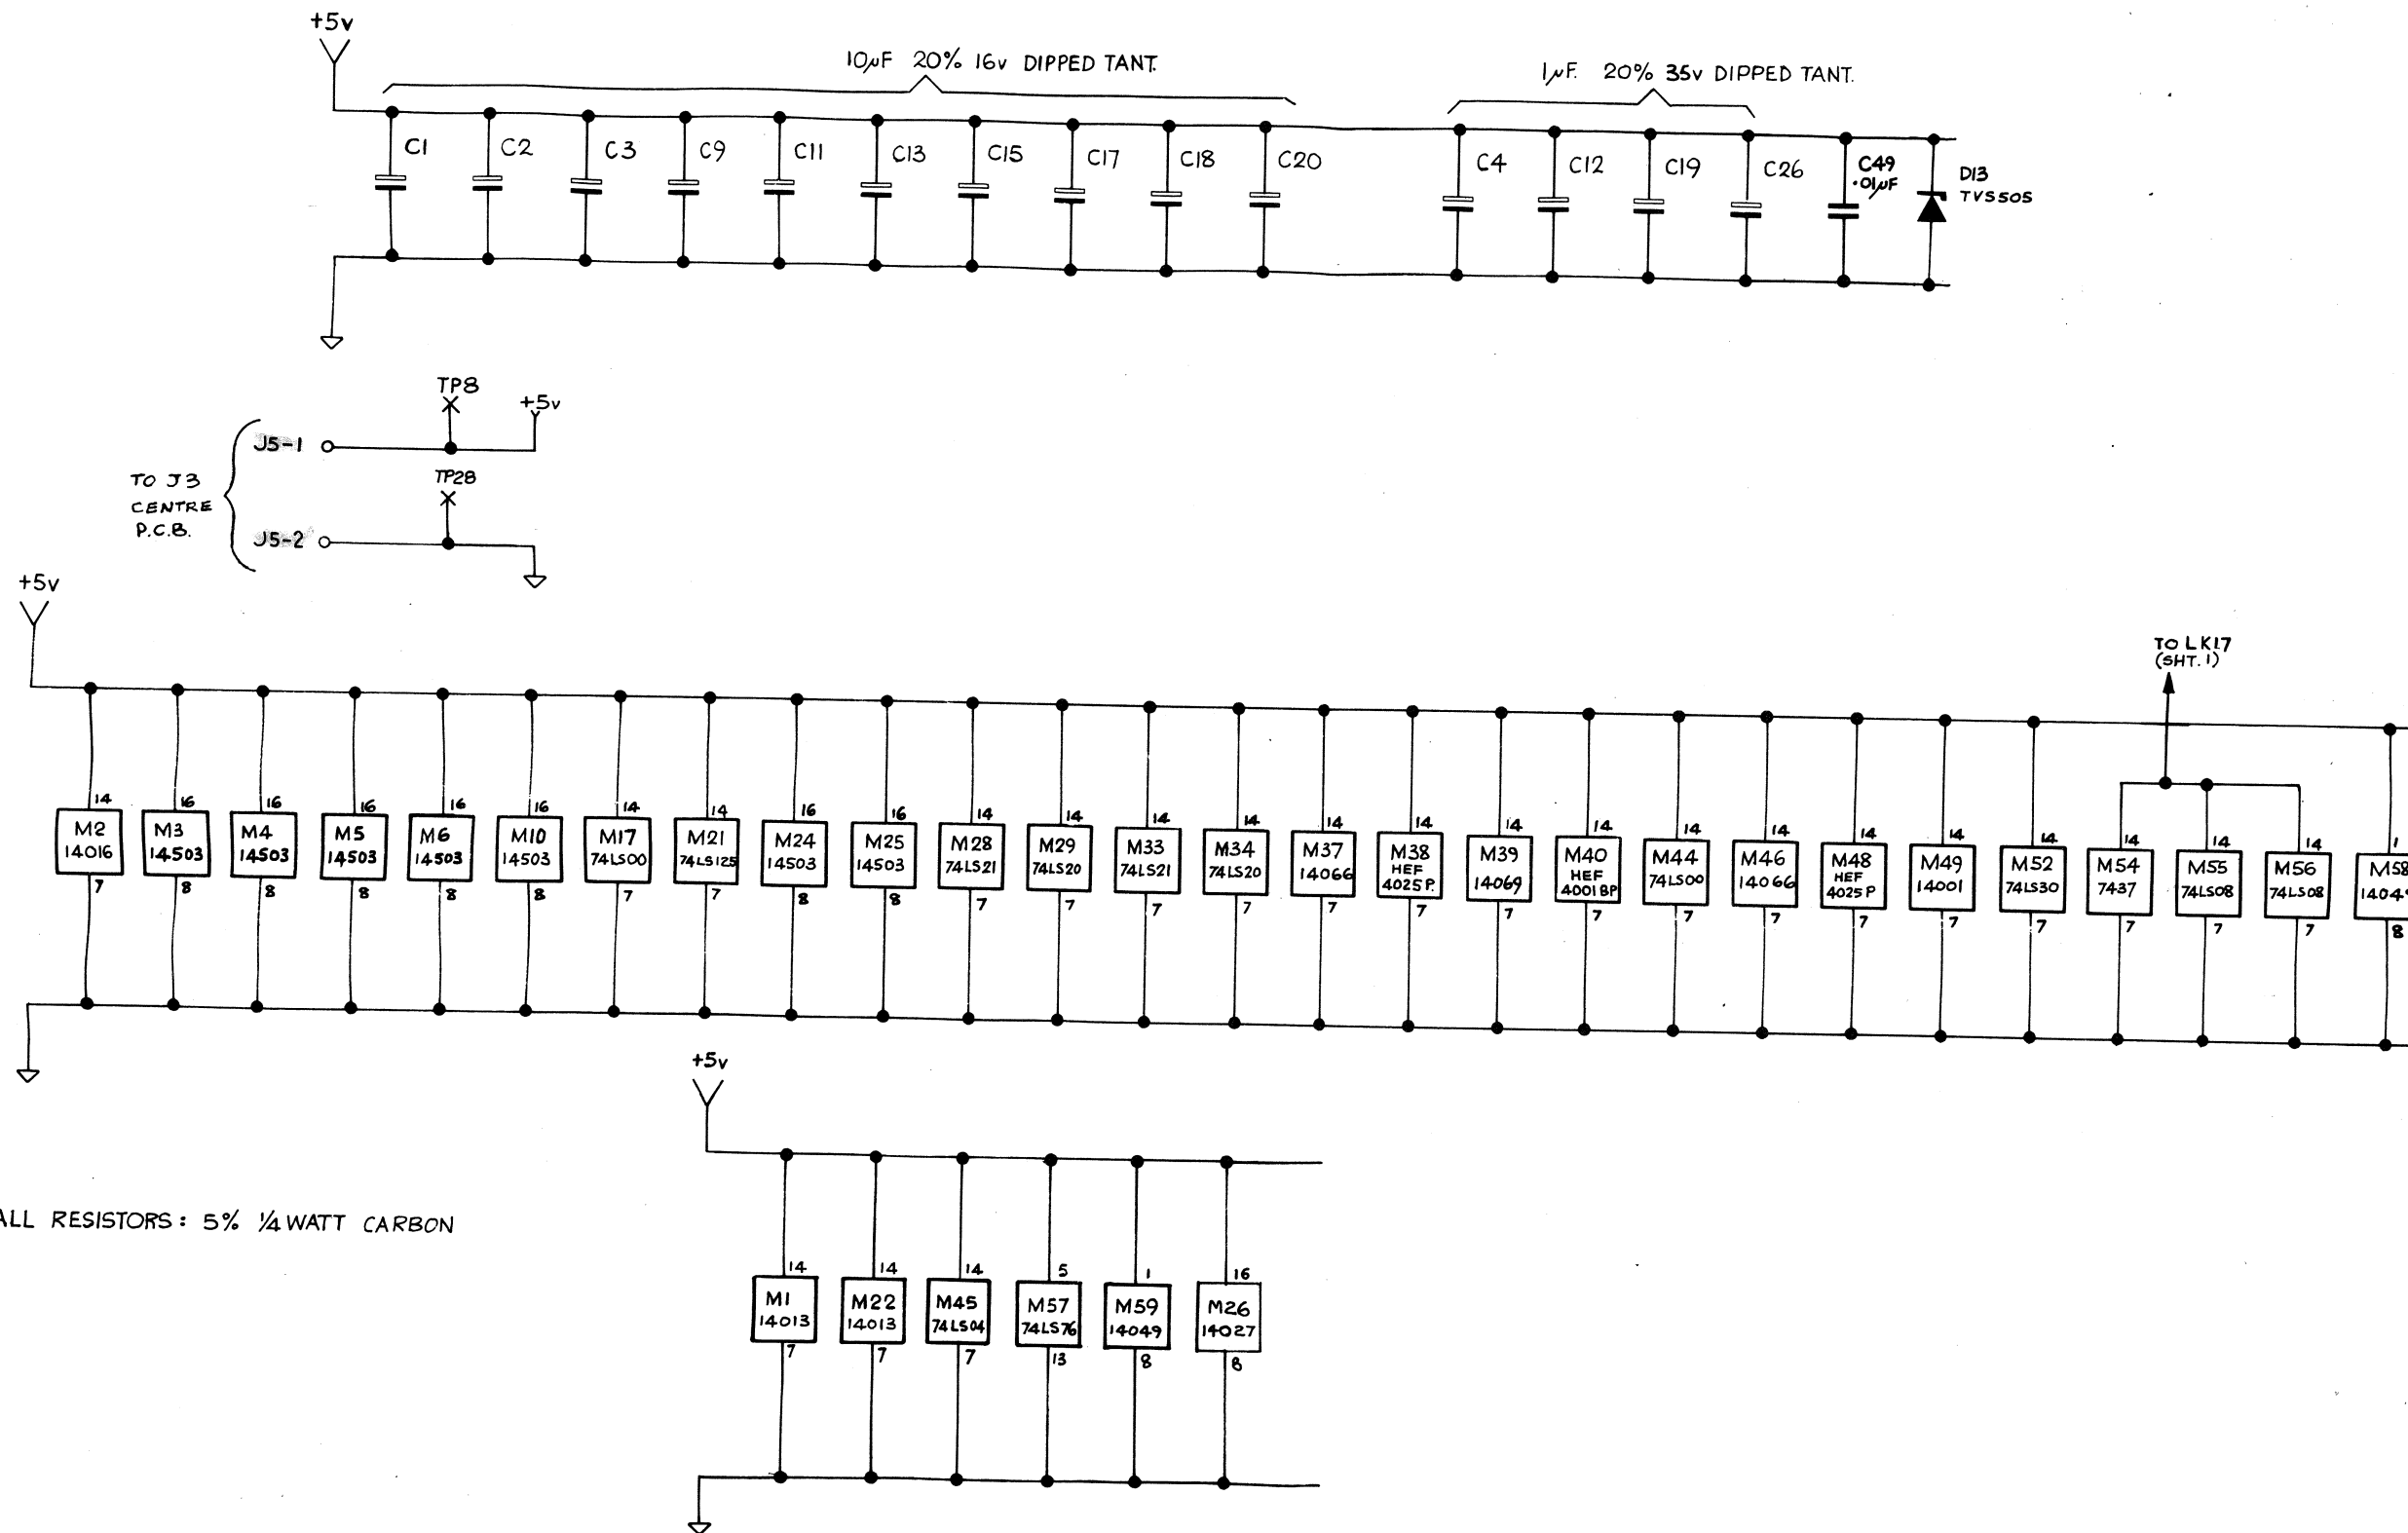 +5v
10µF 20% 16v DIPPED TANT.
1µF. 20% 35v DIPPED TANT.
C1
C2
C3
C9
C11
C13
C15
C17
C18
C20
C4
C12
C19
C26
C49
.01µF
D13
TVS505
TP8
+5v
J5-1
TO J3
CENTRE
P.C.B.
TP28
J5-2
+5v
TO LK17
(SHT. 1)
14
M2
14016
7
16
M3
14503
8
16
M4
14503
8
16
M5
14503
8
16
M6
14503
8
16
M10
14503
8
14
M17
74LS00
7
14
M21
74LS125
7
16
M24
14503
8
16
M25
14503
8
14
M28
74LS21
7
14
M29
74LS20
7
14
M33
74LS21
7
14
M34
74LS20
7
14
M37
14066
7
14
M38
HEF
4025P.
7
14
M39
14069
7
14
M40
HEF
4001BP
7
14
M44
74LS00
7
14
M46
14066
7
14
M48
HEF
4025P
7
14
M49
14001
7
14
M52
74LS30
7
14
M54
7437
7
14
M55
74LS08
7
14
M56
74LS08
7
1
M58
8
+5v
ALL RESISTORS: 5% 1/4 WATT CARBON
14
M1
14013
7
14
M22
14013
7
14
M45
74LS04
7
5
M57
74LS76
13
1
M59
14049
8
16
M26
14027
8